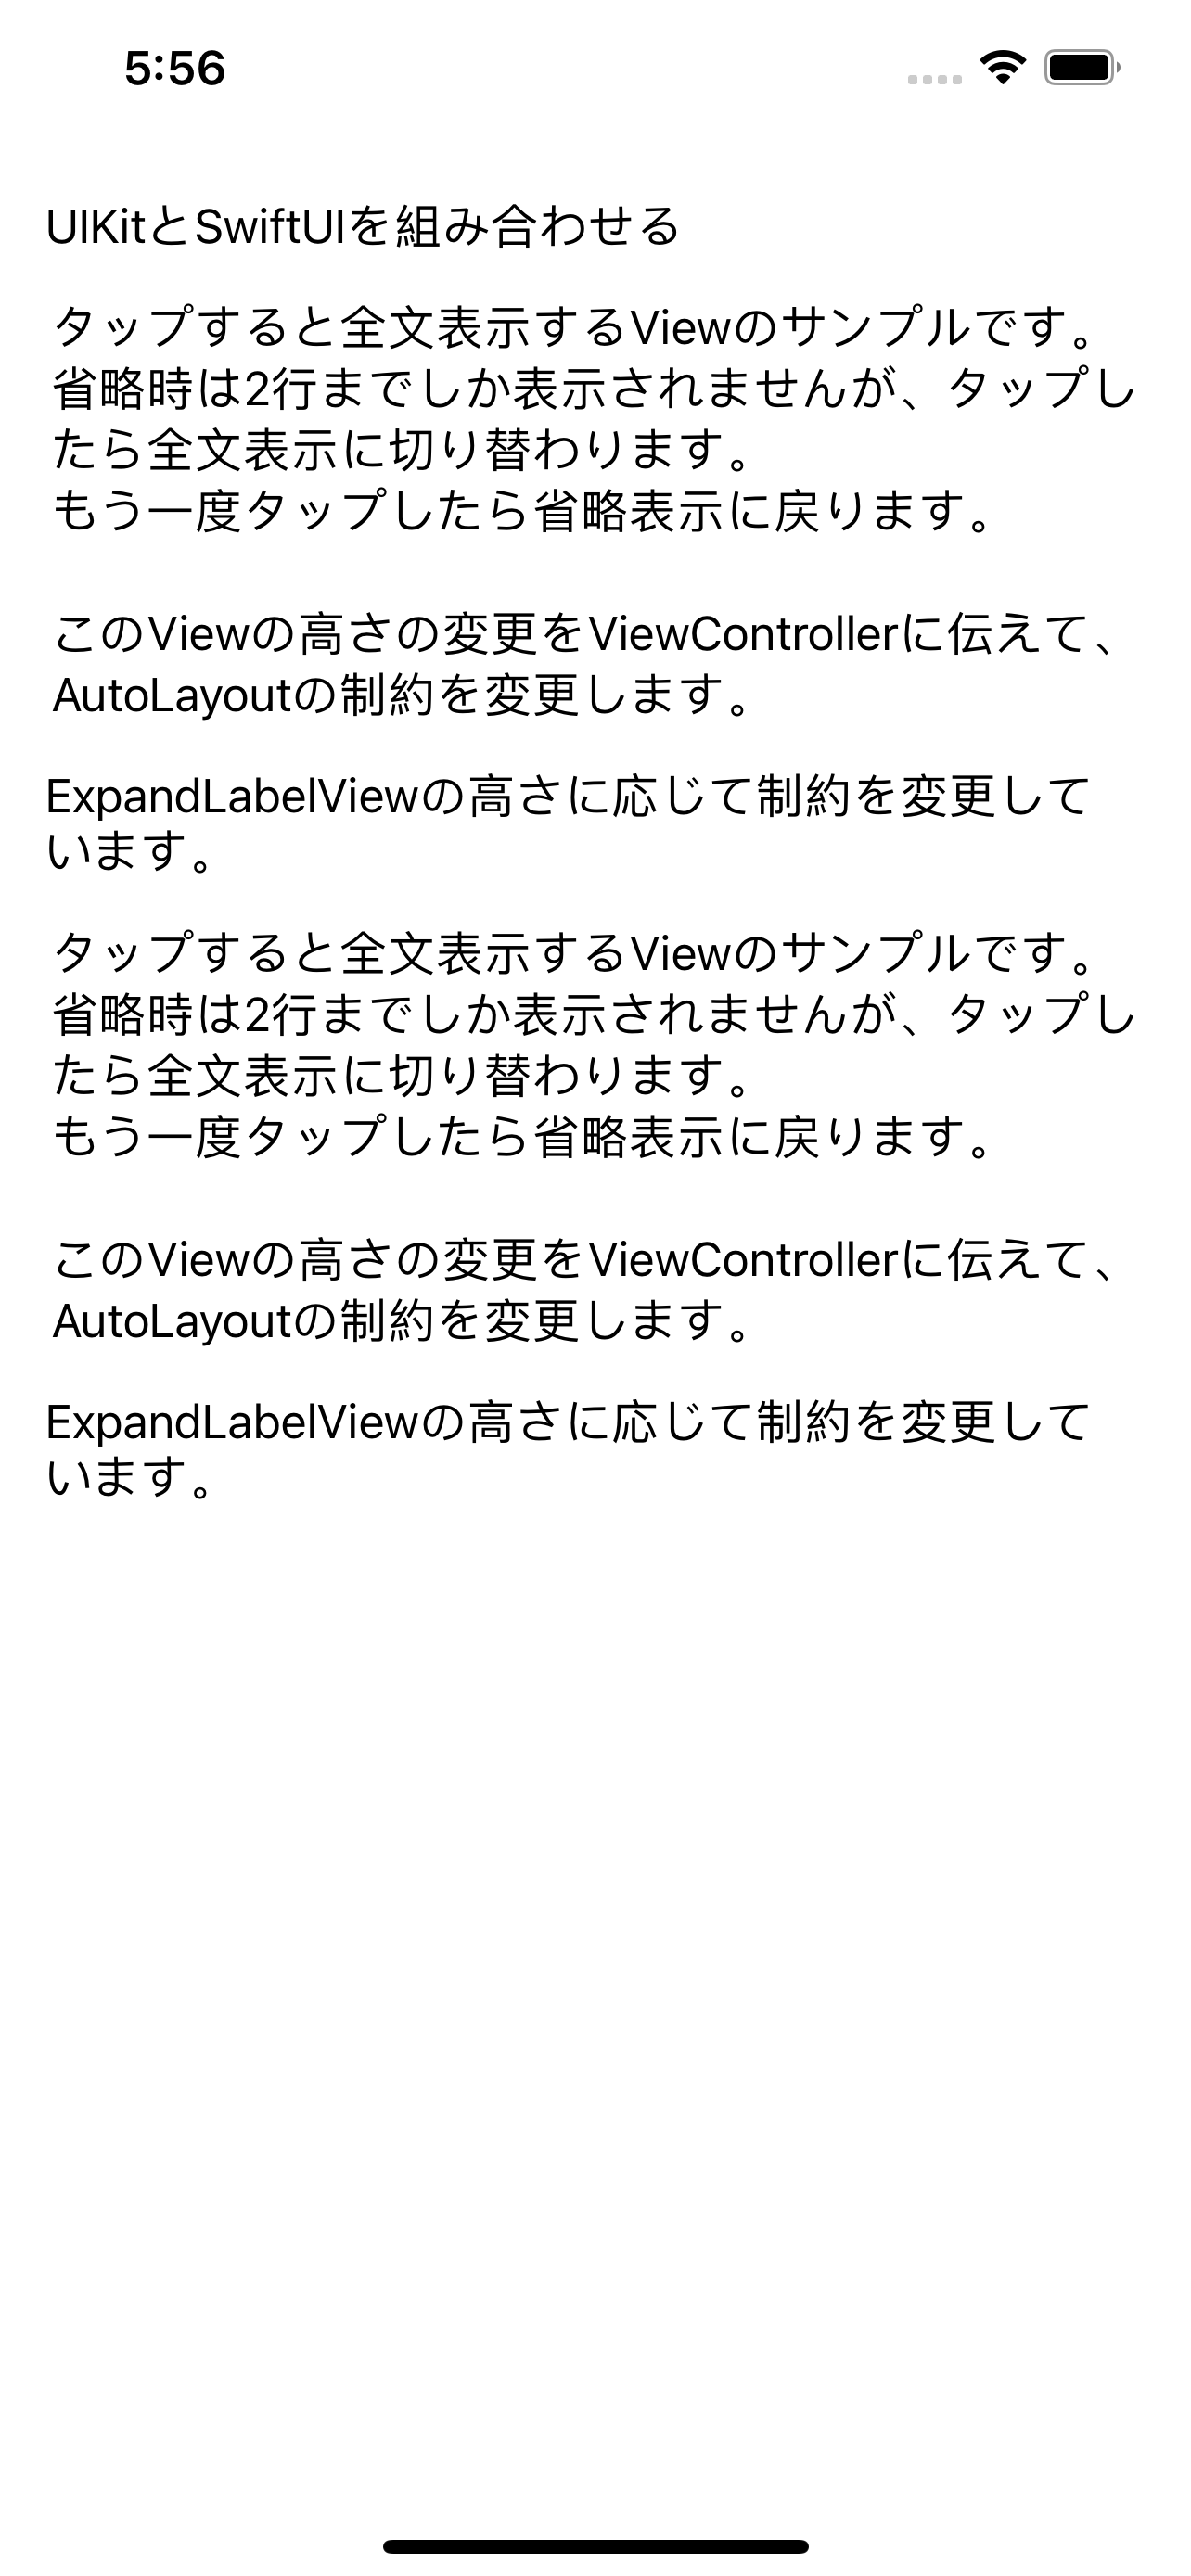 5:56
UIKitとSwiftUIを組み合わせる
タップすると全文表示するViewのサンプルです。
省略時は2行までしか表示されませんが、タップし
たら全文表示に切り替わります。
もう一度タップしたら省略表示に戻ります。
このViewの高さの変更をViewControllerに伝えて、
AutoLayoutの制約を変更します。
ExpandLabelViewの高さに応じて制約を変更して
います。
タップすると全文表示するViewのサンプルです。
省略時は2行までしか表示されませんが、タップし
たら全文表示に切り替わります。
もう一度タップしたら省略表示に戻ります。
このViewの高さの変更をViewControllerに伝えて、
AutoLayoutの制約を変更します。
ExpandLabelViewの高さに応じて制約を変更して
います。